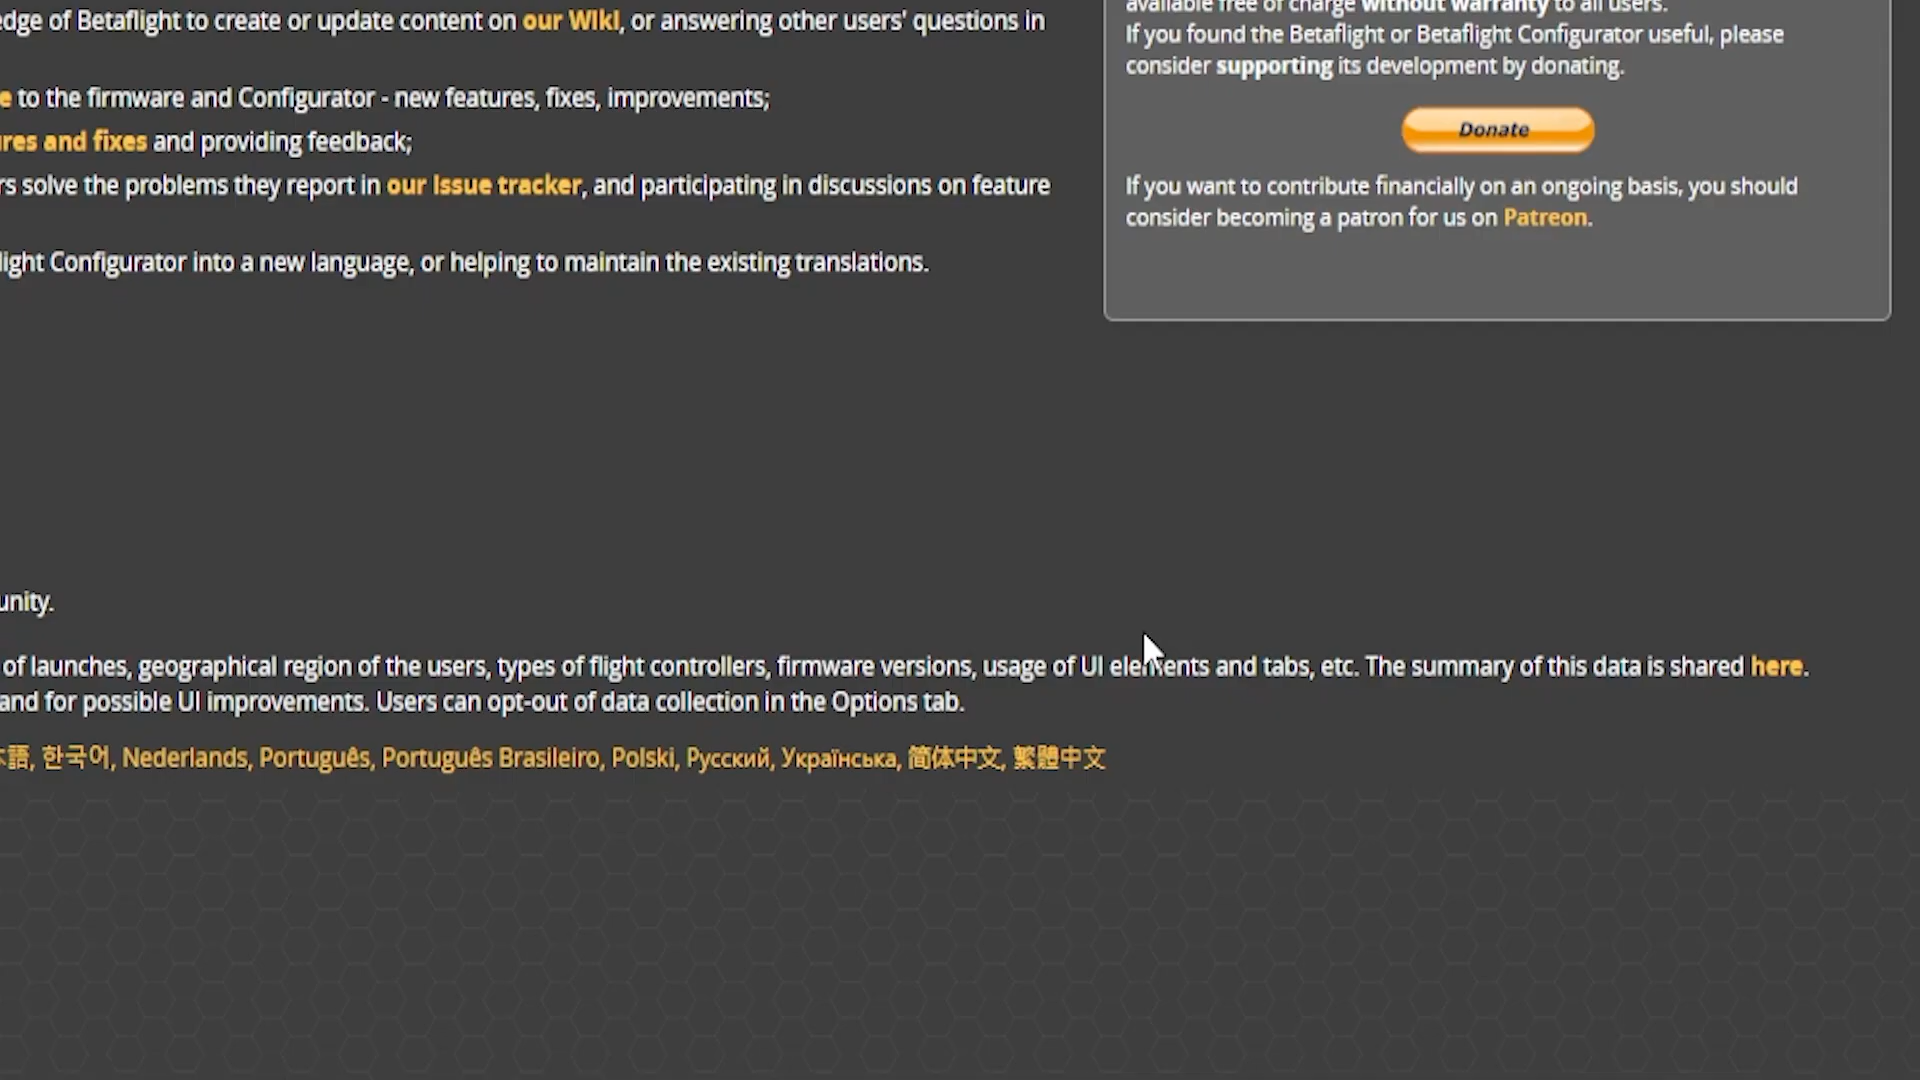 edge of Betaflight to create or update content on our Wiki, or answering other users' questions in
e to the firmware and Configurator - new features, fixes, improvements;
res and fixes and providing feedback;
rs solve the problems they report in our Issue tracker, and participating in discussions on feature
light Configurator into a new language, or helping to maintain the existing translations.
available free of charge without warranty to all users.
If you found the Betaflight or Betaflight Configurator useful, please
consider supporting its development by donating.
Donate
If you want to contribute financially on an ongoing basis, you should
consider becoming a patron for us on Patreon.
unity.
of launches, geographical region of the users, types of flight controllers, firmware versions, usage of UI elements and tabs, etc. The summary of this data is shared here.
and for possible UI improvements. Users can opt-out of data collection in the Options tab.
語, 한국어, Nederlands, Português, Português Brasileiro, Polski, Русский, Українська, 简体中文, 繁體中文